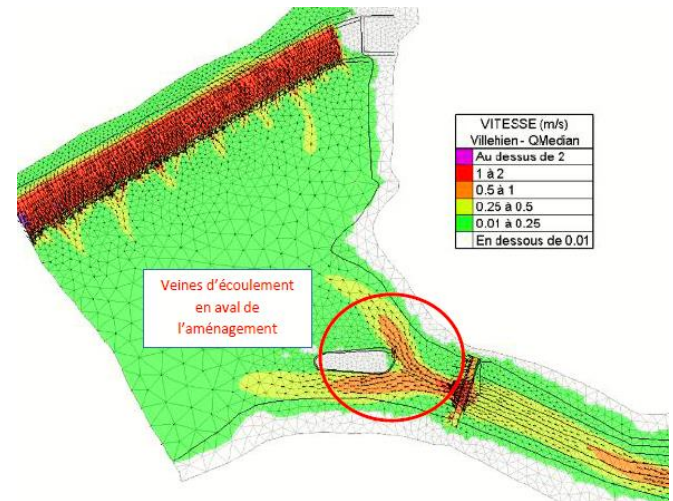 VITESSE (m/s)
Villehien - QMedian
Au dessus de 2
1 à 2
0.5 à 1
0.25 à 0.5
0.01 à 0.25
En dessous de 0.01
Veines d'écoulement
en aval de
l'aménagement